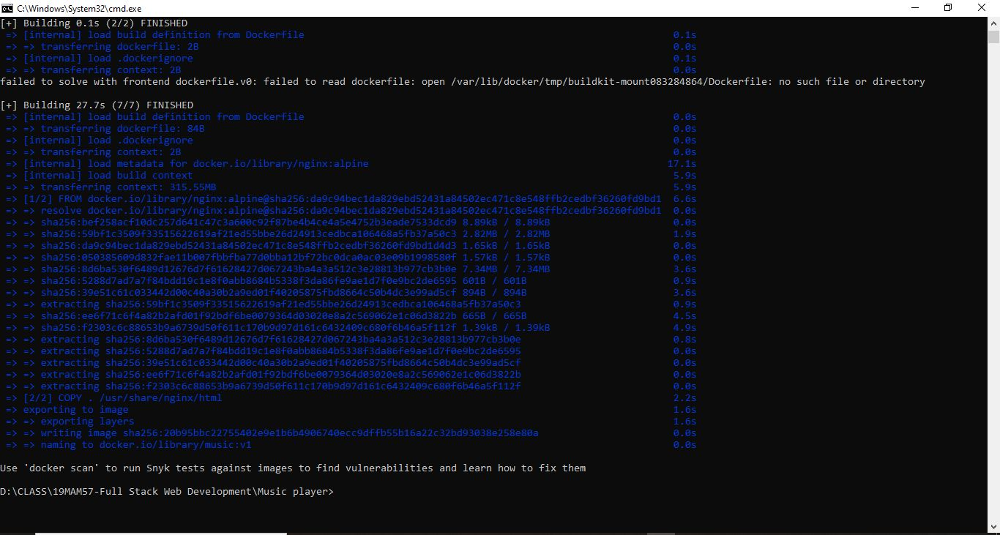 C:\Windows\System32\cmd.exe
[+] Building 0.1s (2/2) FINISHED
=> [internal] load build definition from Dockerfile 0.1s
=> => transferring dockerfile: 2B 0.0s
=> [internal] load .dockerignore 0.1s
=> => transferring context: 2B 0.0s
failed to solve with frontend dockerfile.v0: failed to read dockerfile: open /var/lib/docker/tmp/buildkit-mount083284864/Dockerfile: no such file or directory
[+] Building 27.7s (7/7) FINISHED
=> [internal] load build definition from Dockerfile 0.0s
=> => transferring dockerfile: 84B 0.0s
=> [internal] load .dockerignore 0.0s
=> => transferring context: 2B 0.0s
=> [internal] load metadata for docker.io/library/nginx:alpine 17.1s
=> [internal] load build context 5.9s
=> => transferring context: 315.55MB 5.9s
=> [1/2] FROM docker.io/library/nginx:alpine@sha256:da9c94bec1da829ebd52431a84502ec471c8e548ffb2cedbf36260fd9bd1 6.6s
=> => resolve docker.io/library/nginx:alpine@sha256:da9c94bec1da829ebd52431a84502ec471c8e548ffb2cedbf36260fd9bd1 0.0s
=> => sha256:bef258acf10dc257d641c47c3a600c92f87be4b4ce4a5e4752b3eade7533dcd9 8.89kB / 8.89kB 0.0s
=> => sha256:59bf1c3509f33515622619af21ed55bbe26d24913cedbca106468a5fb37a50c3 2.82MB / 2.82MB 1.9s
=> => sha256:da9c94bec1da829ebd52431a84502ec471c8e548ffb2cedbf36260fd9bd1d4d3 1.65kB / 1.65kB 0.0s
=> => sha256:050385609d832fae11b007fbbfba77d0bba12bf72bc0dca0ac03e09b1998580f 1.57kB / 1.57kB 0.0s
=> => sha256:8d6ba530f6489d12676d7f61628427d067243ba4a3a512c3e28813b977cb3b0e 7.34MB / 7.34MB 3.6s
=> => sha256:5288d7ad7a7f84bdd19c1e8f0abb8684b5338f3da86fe9ae1d7f0e9bc2de6595 601B / 601B 0.9s
=> => sha256:39e51c61c033442d00c40a30b2a9ed01f40205875fbd8664c50b4dc3e99ad5cf 894B / 894B 3.6s
=> => extracting sha256:59bf1c3509f33515622619af21ed55bbe26d24913cedbca106468a5fb37a50c3 0.9s
=> => sha256:ee6f71c6f4a82b2afd01f92bdf6be0079364d03020e8a2c569062e1c06d3822b 665B / 665B 4.5s
=> => sha256:f2303c6c88653b9a6739d50f611c170b9d97d161c6432409c680f6b46a5f112f 1.39kB / 1.39kB 4.9s
=> => extracting sha256:8d6ba530f6489d12676d7f61628427d067243ba4a3a512c3e28813b977cb3b0e 0.8s
=> => extracting sha256:5288d7ad7a7f84bdd19c1e8f0abb8684b5338f3da86fe9ae1d7f0e9bc2de6595 0.0s
=> => extracting sha256:39e51c61c033442d00c40a30b2a9ed01f40205875fbd8664c50b4dc3e99ad5cf 0.0s
=> => extracting sha256:ee6f71c6f4a82b2afd01f92bdf6be0079364d03020e8a2c569062e1c06d3822b 0.0s
=> => extracting sha256:f2303c6c88653b9a6739d50f611c170b9d97d161c6432409c680f6b46a5f112f 0.0s
=> [2/2] COPY . /usr/share/nginx/html 2.2s
=> exporting to image 1.6s
=> => exporting layers 1.6s
=> => writing image sha256:20b95bbc22755402e9e1b6b4906740ecc9dffb55b16a22c32bd93038e258e80a 0.0s
=> => naming to docker.io/library/music:v1 0.0s
Use 'docker scan' to run Snyk tests against images to find vulnerabilities and learn how to fix them
D:\CLASS\19MAM57-Full Stack Web Development\Music player>